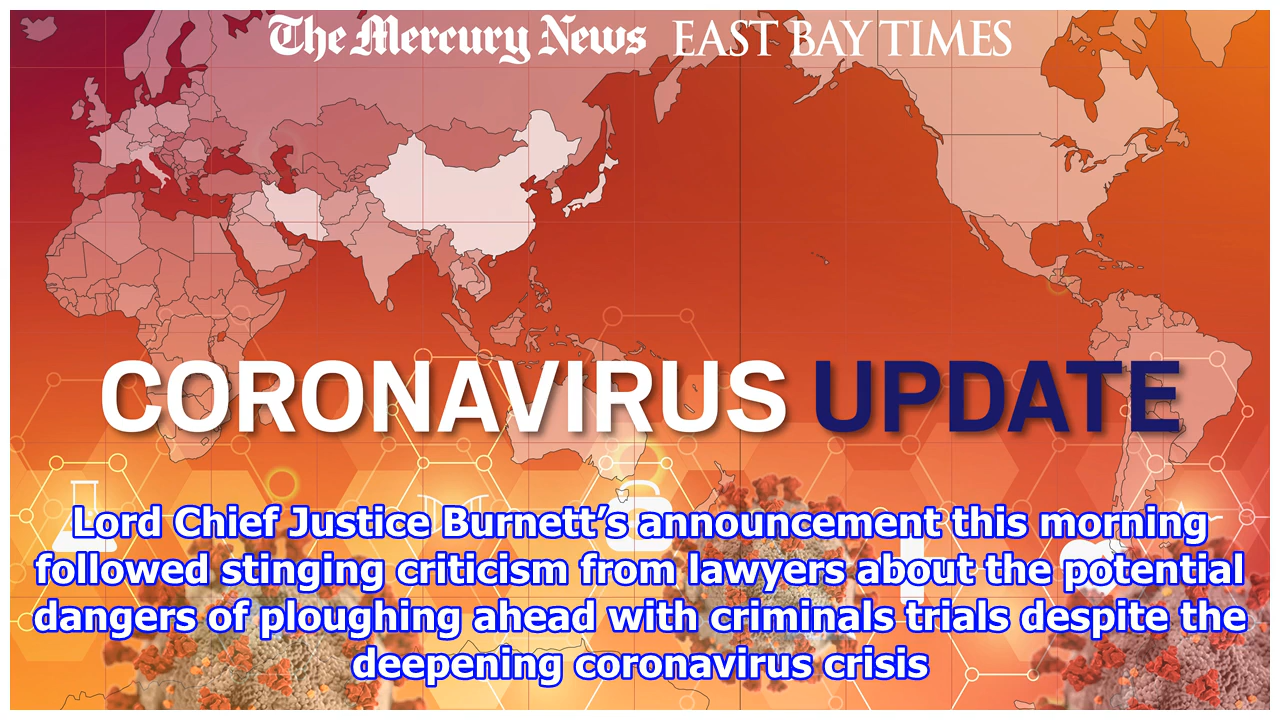 The Mercury News EAST BAY TIMES
CORONAVIRUS UPDATE
Lord Chief Justice Burnett’s announcement this morning
followed stinging criticism from lawyers about the potential
dangers of ploughing ahead with criminals trials despite the
deepening coronavirus crisis